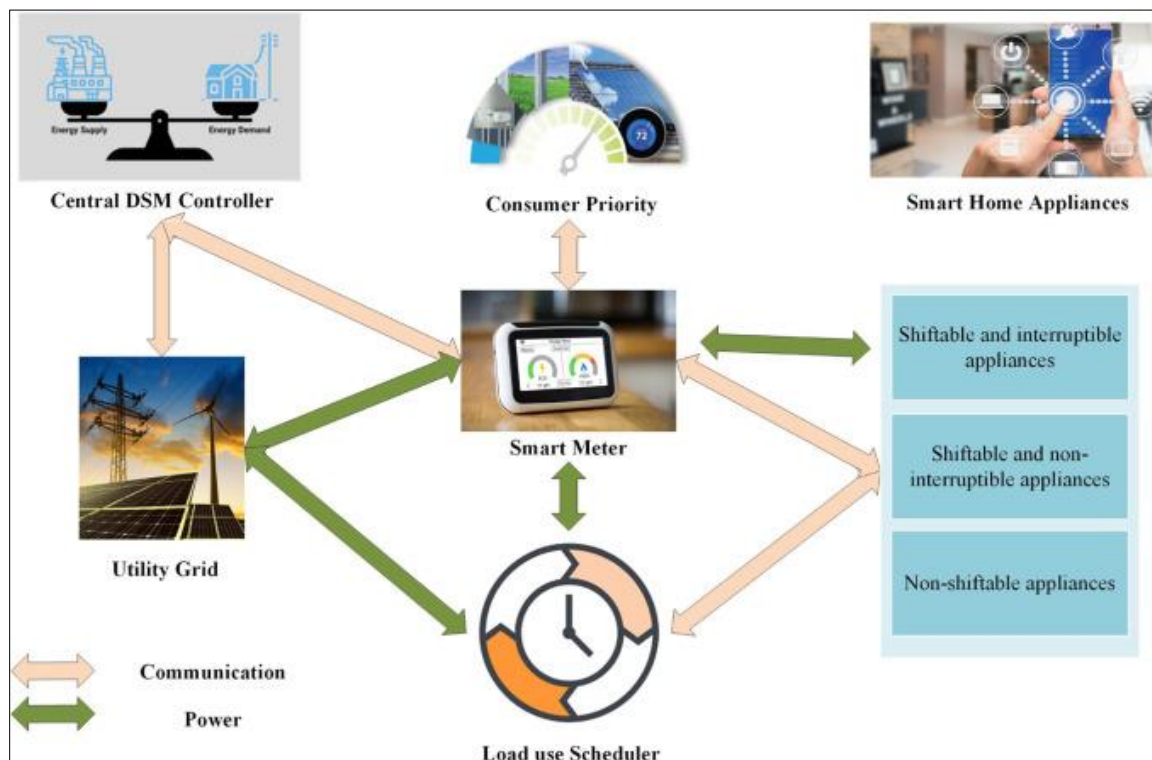 Energy Supply
Energy Demand
72
Central DSM Controller
Consumer Priority
Smart Home Appliances
Shiftable and interruptible
appliances
Smart Meter
Shiftable and non-
interruptible appliances
Utility Grid
Non-shiftable appliances
Communication
Power
Load use Scheduler